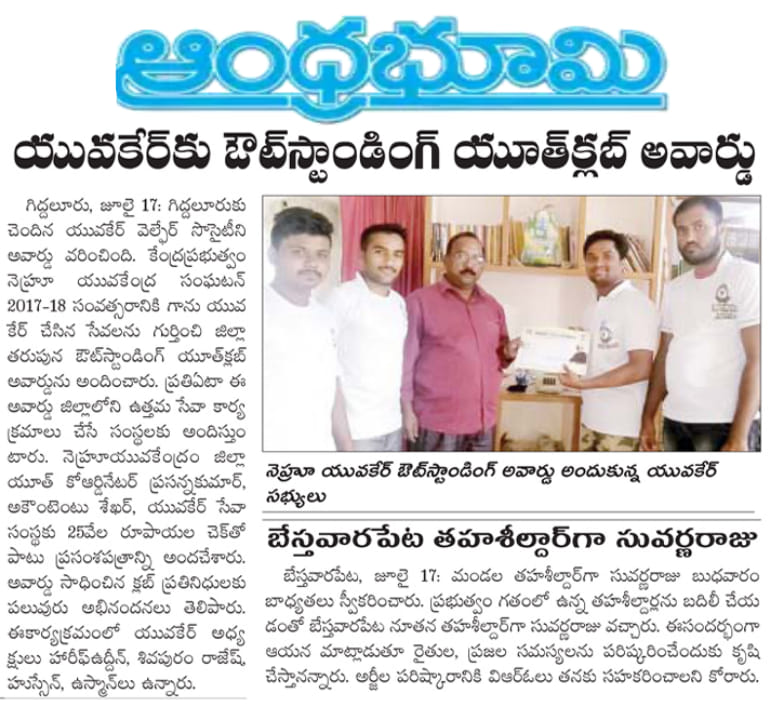 ఆంధ్రభూమి
యువకేర్‌కు ఔట్‌స్టాండింగ్ యూత్‌క్లబ్ అవార్డు
గిద్దలూరు, జూలై 17: గిద్దలూరుకు
చెందిన యువకేర్ వెల్ఫేర్ సొసైటీని
అవార్డు వరించింది. కేంద్రప్రభుత్వం
నెహ్రూ యువకేంద్ర సంఘటన్
2017-18 సంవత్సరానికి గాను యువ
కేర్ చేసిన సేవలను గుర్తించి జిల్లా
తరుపున ఔట్‌స్టాండింగ్ యూత్‌క్లబ్
అవార్డును అందించారు. ప్రతిఏటా ఈ
అవార్డు జిల్లాలోని ఉత్తమ సేవా కార్య
క్రమాలు చేసే సంస్థలకు అందిస్తుం
టారు. నెహ్రూయువకేంద్రం జిల్లా
యూత్ కోఆర్డినేటర్ ప్రసన్నకుమార్,
అకౌంటెంటు శేఖర్, యువకేర్ సేవా
సంస్థకు 25వేల రూపాయల చెక్‌తో
పాటు ప్రసంశపత్రాన్ని అందచేశారు.
అవార్డు సాధించిన క్లబ్ ప్రతినిధులకు
పలువురు అభినందనలు తెలిపారు.
ఈకార్యక్రమంలో యువకేర్ అధ్య
క్షులు హారీఫ్ఉద్దీన్, శివపురం రాజేష్,
హుస్సేన్, ఉస్మాన్‌లు ఉన్నారు.
నెహ్రూ యువకేర్ ఔట్‌స్టాండింగ్ అవార్డు అందుకున్న యువకేర్
సభ్యులు
బేస్తవారపేట తహశీల్దార్‌గా సువర్ణరాజు
బేస్తవారపేట, జూలై 17: మండల తహశీల్దార్‌గా సువర్ణరాజు బుధవారం
బాధ్యతలు స్వీకరించారు. ప్రభుత్వం గతంలో ఉన్న తహశీల్దార్లను బదిలీ చేయ
డంతో బేస్తవారపేట నూతన తహశీల్దార్‌గా సువర్ణరాజు వచ్చారు. ఈసందర్భంగా
ఆయన మాట్లాడుతూ రైతుల, ప్రజల సమస్యలను పరిష్కరించేందుకు కృషి
చేస్తానన్నారు. అర్జీల పరిష్కారానికి విఆర్ఓలు తనకు సహకరించాలని కోరారు.